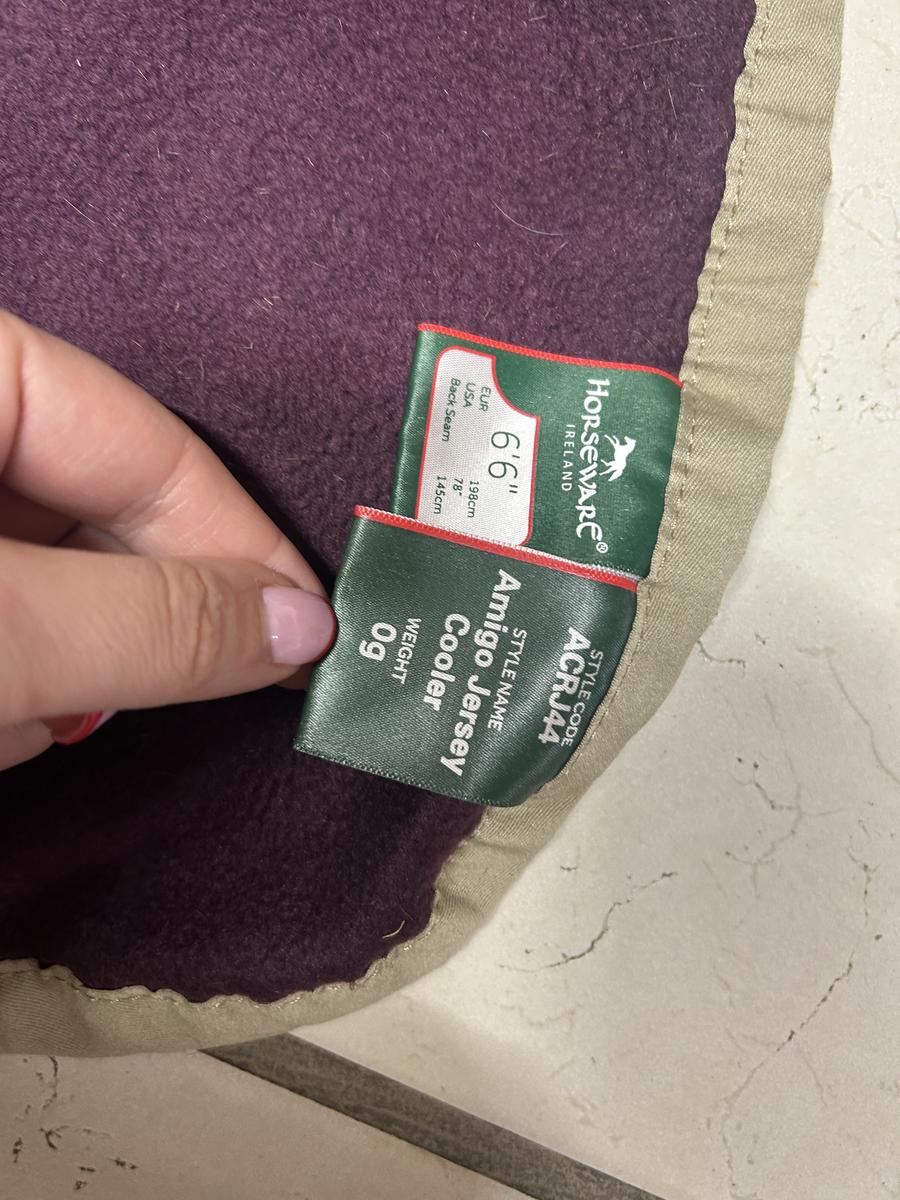 HORSEWARE®
IRELAND
6'6"
EUR 198cm
USA 78"
Back Seam 145cm
STYLE CODE
ACRJ44
STYLE NAME
Amigo Jersey
Cooler
WEIGHT
0g